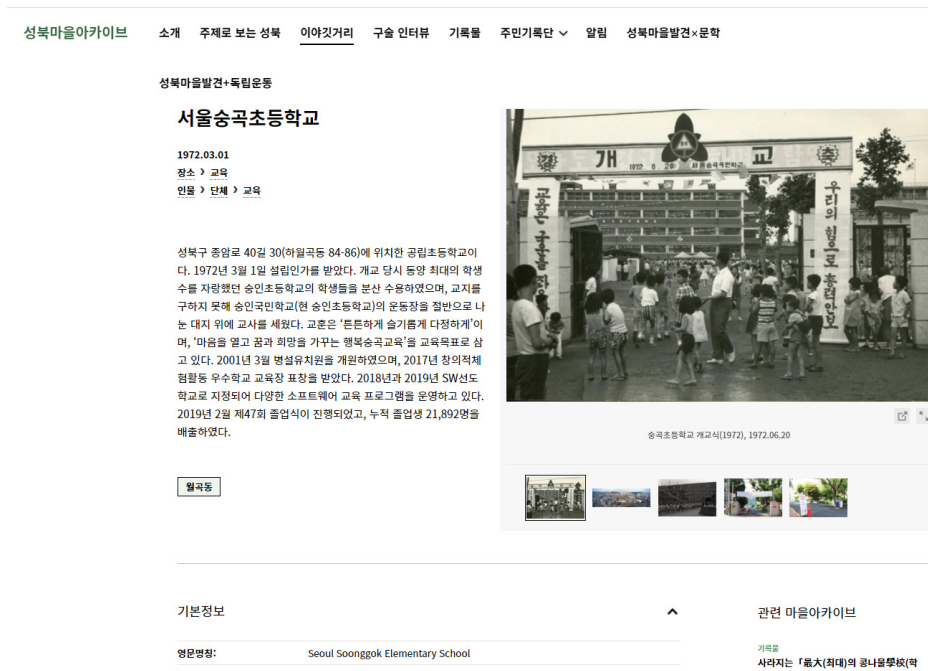 성북마을아카이브
소개 주제로 보는 성북 이야깃거리 구술 인터뷰 기록물 주민기록단 알림 성북마을발견×문학
성북마을발견+독립운동
서울숭곡초등학교
1972.03.01
장소 › 교육
인물 › 단체 › 교육
성북구 종암로 40길 30(하월곡동 84-86)에 위치한 공립초등학교이
다. 1972년 3월 1일 설립인가를 받았다. 개교 당시 동양 최대의 학생
수를 자랑했던 숭인초등학교의 학생들을 분산 수용하였으며, 교지를
구하지 못해 숭인국민학교(현 숭인초등학교)의 운동장을 절반으로 나
눈 대지 위에 교사를 세웠다. 교훈은 ‘튼튼하게 슬기롭게 다정하게’이
며, ‘마음을 열고 꿈과 희망을 가꾸는 행복숭곡교육’을 교육목표로 삼
고 있다. 2001년 3월 병설유치원을 개원하였으며, 2017년 창의적체
험활동 우수학교 교육장 표창을 받았다. 2018년과 2019년 SW선도
학교로 지정되어 다양한 소프트웨어 교육 프로그램을 운영하고 있다.
2019년 2월 제47회 졸업식이 진행되었고, 누적 졸업생 21,892명을
배출하였다.
월곡동
경 개 교 축
1972. 6. 20
우리의 힘으로 총력안보
숭곡초등학교 개교식(1972), 1972.06.20
기본정보
영문명칭: Seoul Soonggok Elementary School
관련 마을아카이브
기록물
사라지는「最大(최대)의 콩나물學校(학